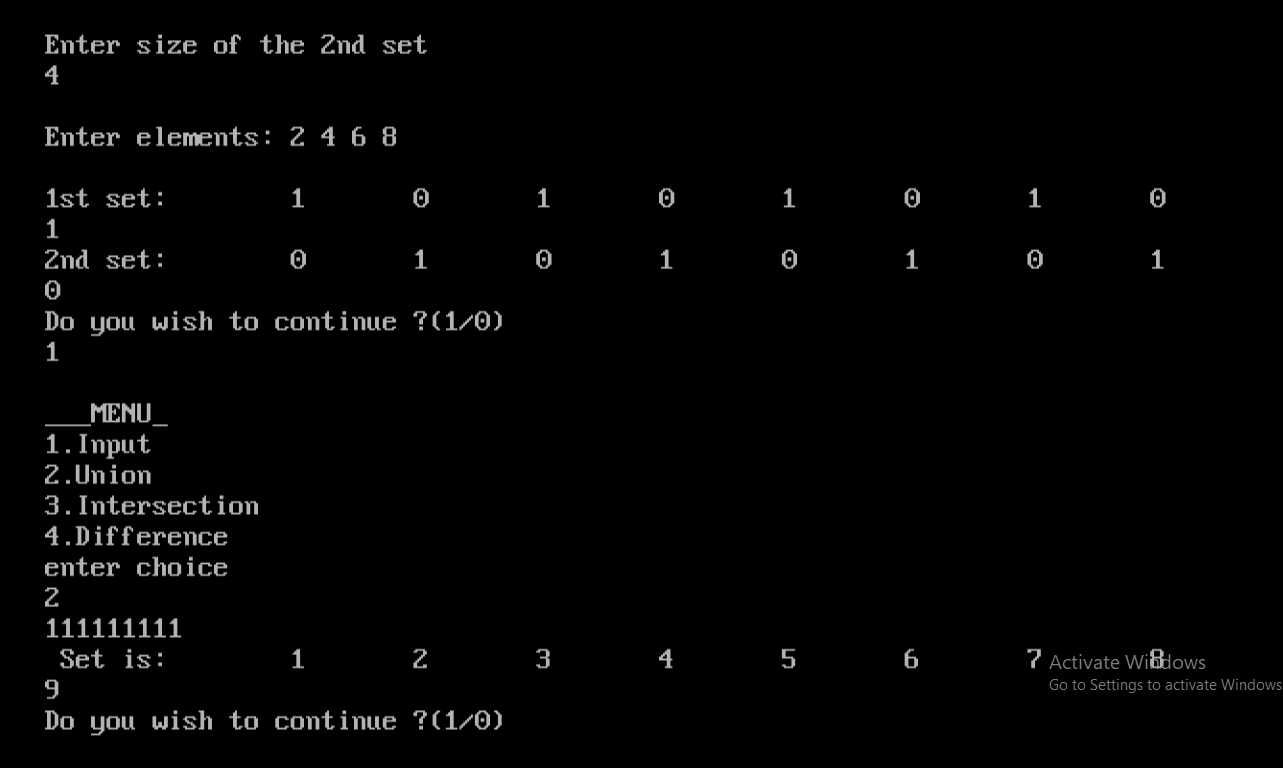 Enter size of the 2nd set
4
Enter elements: 2 4 6 8
1st set: 1 0 1 0 1 0 1 0
1
2nd set: 0 1 0 1 0 1 0 1
0
Do you wish to continue ?(1/0)
1
___MENU_
1.Input
2.Union
3.Intersection
4.Difference
enter choice
2
111111111
Set is: 1 2 3 4 5 6 7 8
9
Do you wish to continue ?(1/0)
Activate Windows
Go to Settings to activate Windows